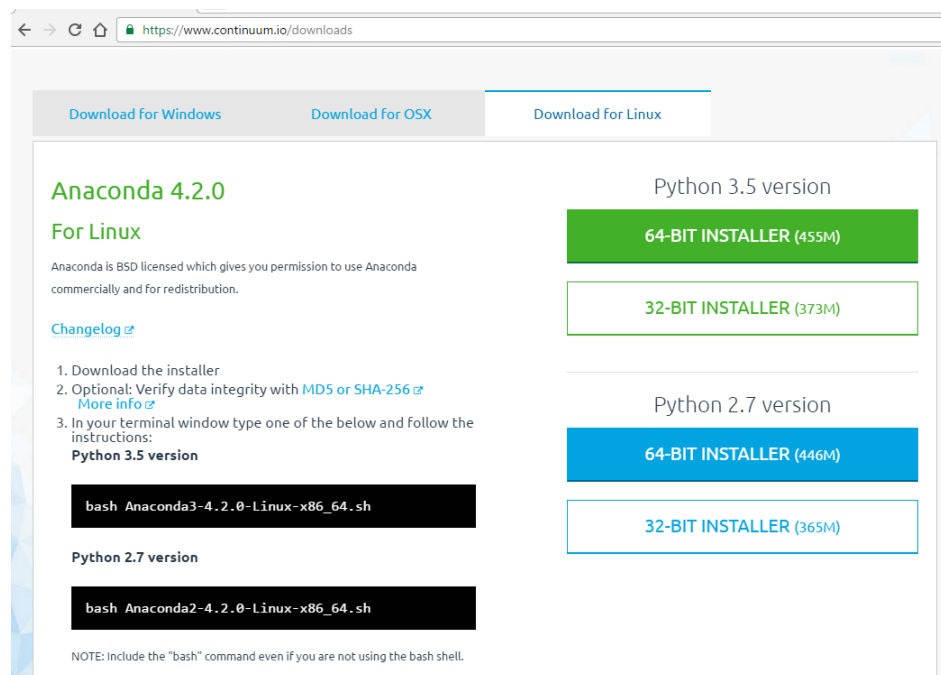 https://www.continuum.io/downloads
Download for Windows
Download for OSX
Download for Linux
Anaconda 4.2.0
For Linux
Anaconda is BSD licensed which gives you permission to use Anaconda
commercially and for redistribution.
Changelog
1. Download the installer
2. Optional: Verify data integrity with MD5 or SHA-256
More info
3. In your terminal window type one of the below and follow the
instructions:
Python 3.5 version
bash Anaconda3-4.2.0-Linux-x86_64.sh
Python 2.7 version
bash Anaconda2-4.2.0-Linux-x86_64.sh
NOTE: Include the "bash" command even if you are not using the bash shell.
Python 3.5 version
64-BIT INSTALLER (455M)
32-BIT INSTALLER (373M)
Python 2.7 version
64-BIT INSTALLER (446M)
32-BIT INSTALLER (365M)